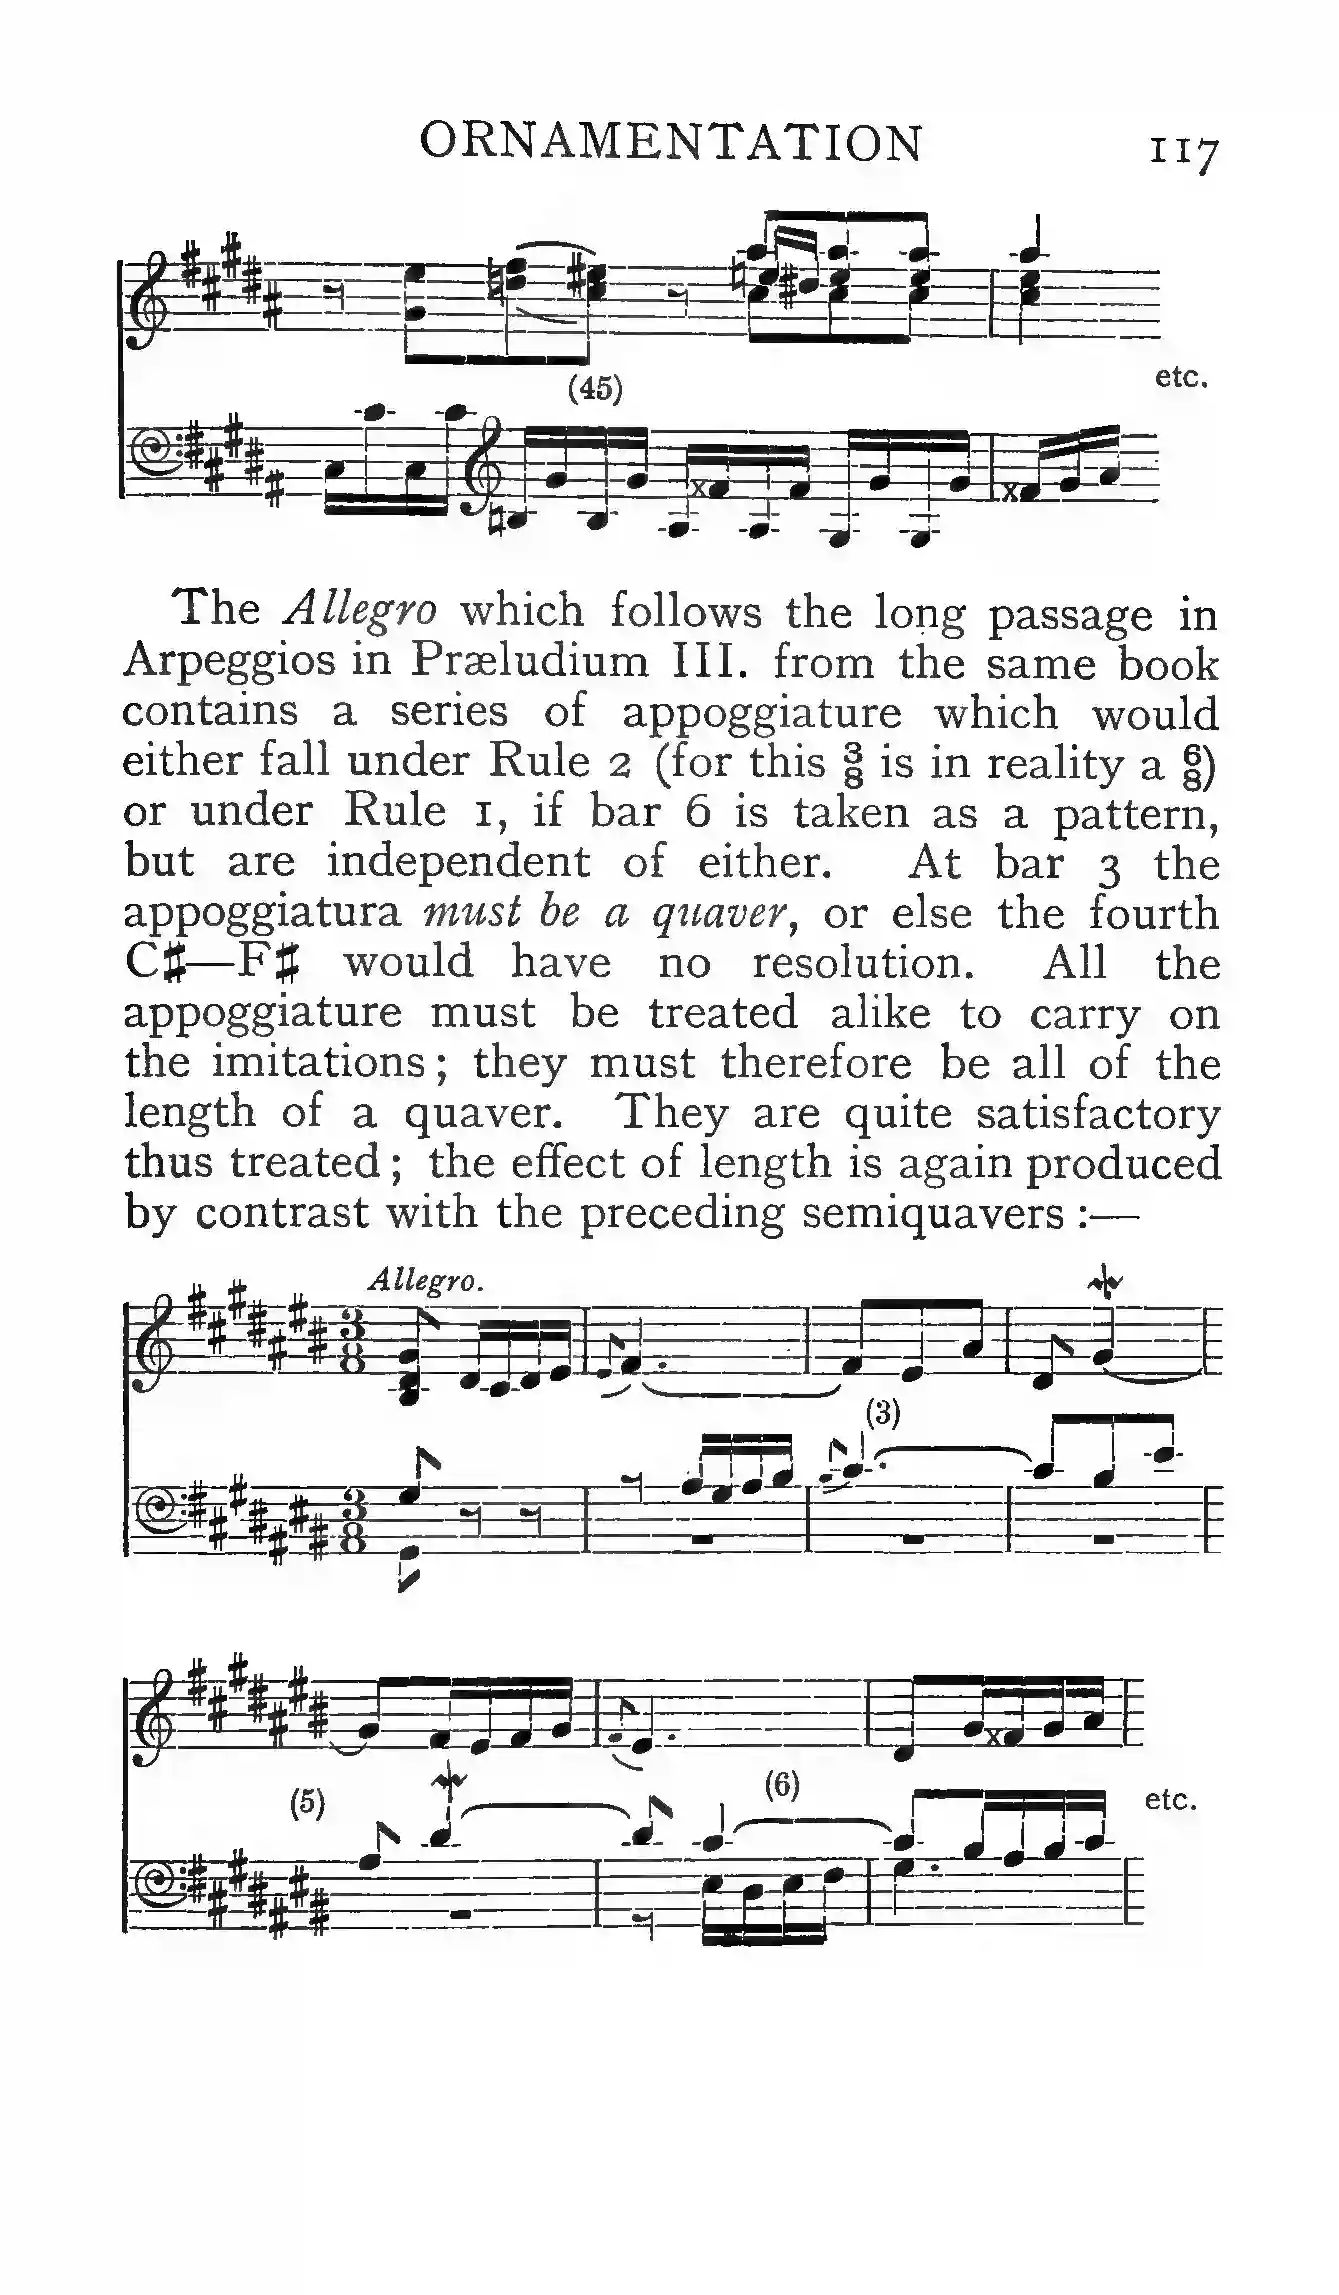 ORNAMENTATION 117
(45)
etc.
The Allegro which follows the long passage in
Arpeggios in Præludium III. from the same book
contains a series of appoggiature which would
either fall under Rule 2 (for this 3/8 is in reality a 6/8)
or under Rule 1, if bar 6 is taken as a pattern,
but are independent of either. At bar 3 the
appoggiatura must be a quaver, or else the fourth
C♯—F♯ would have no resolution. All the
appoggiature must be treated alike to carry on
the imitations; they must therefore be all of the
length of a quaver. They are quite satisfactory
thus treated; the effect of length is again produced
by contrast with the preceding semiquavers :—
Allegro.
(3)
(5)
(6)
etc.